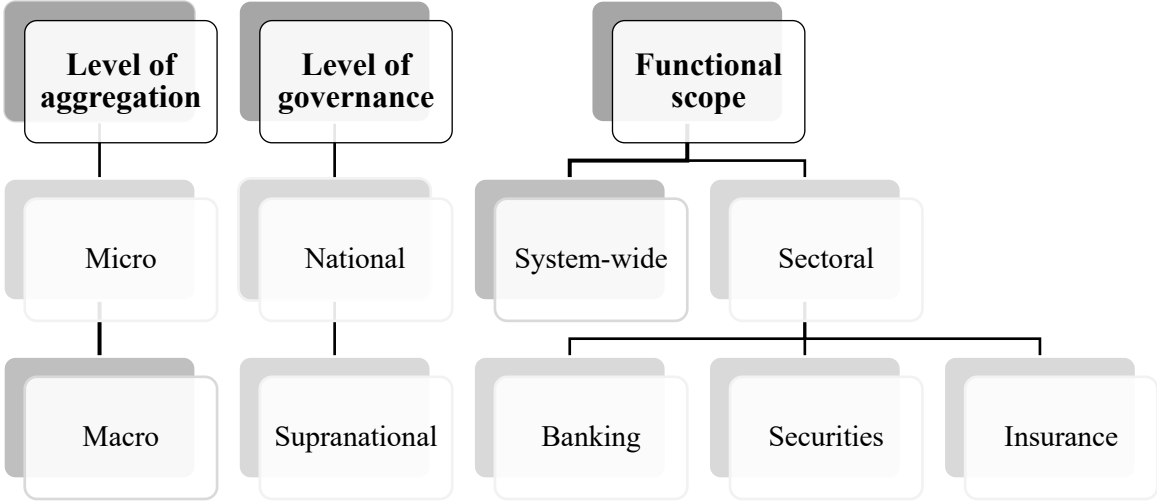 Level of
aggregation
Level of
governance
Functional
scope
Micro
National
System-wide
Sectoral
Macro
Supranational
Banking
Securities
Insurance